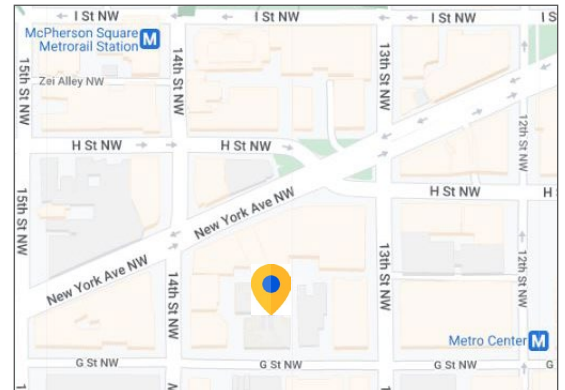 I St NW
I St NW
I St NW
I S
McPherson Square
Metrorail Station
M
15th St NW
14th St NW
13th St NW
Zei Alley NW
12th St NW
H St NW
H St NW
H St NW
H
15th St NW
New York Ave NW
New York Ave NW
14th St NW
13th St NW
12th St NW
Metro Center
M
G St NW
G St NW
G St NW
G